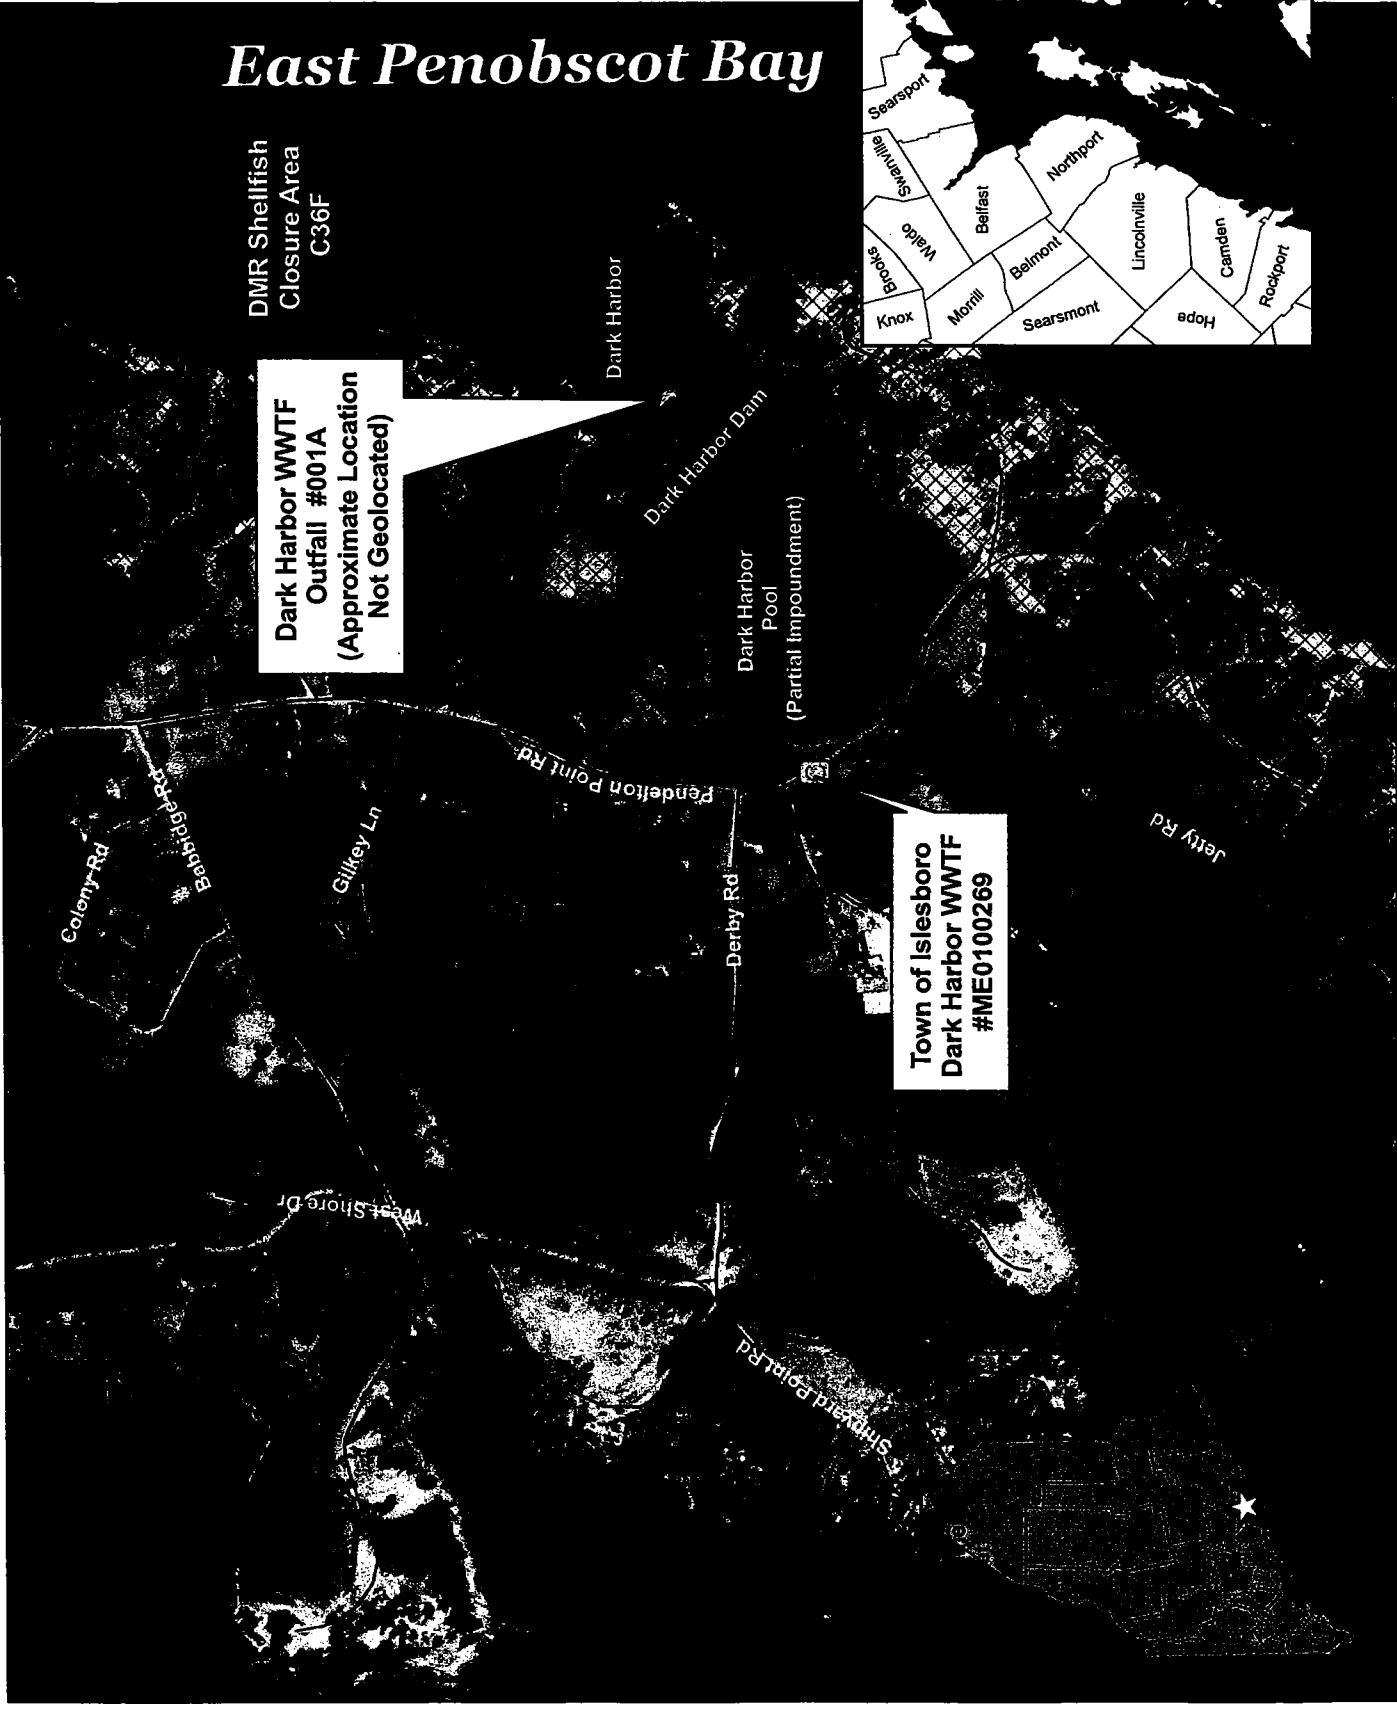 East Penobscot Bay
DMR Shellfish
Closure Area
C36F
Dark Harbor
Dark Harbor WWTF
Outfall #001A
(Approximate Location
Not Geolocated)
Dark Harbor Dam
Dark Harbor
Pool
(Partial Impoundment)
Pendelton Point Rd
Babbidge Rd
Colony Rd
Gilkey Ln
Derby Rd
Jetty Rd
Town of Islesboro
Dark Harbor WWTF
#ME0100269
West Shore Dr
Shipyard Point Rd
Searsport
Swanville
Northport
Belfast
Waldo
Brooks
Belmont
Lincolnville
Camden
Rockport
Knox
Morrill
Searsmont
Hope